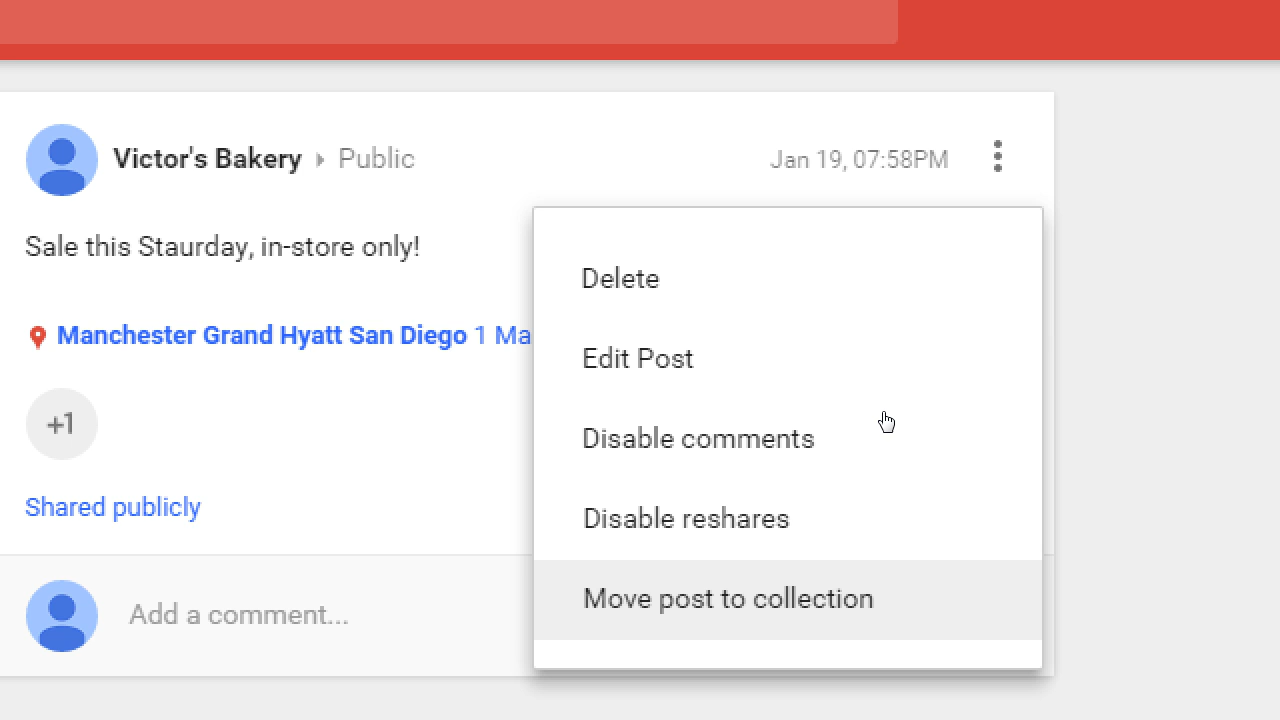 Victor's Bakery Public
Jan 19, 07:58PM
Sale this Staurday, in-store only!
Manchester Grand Hyatt San Diego 1 Ma
+1
Shared publicly
Add a comment...
Delete
Edit Post
Disable comments
Disable reshares
Move post to collection